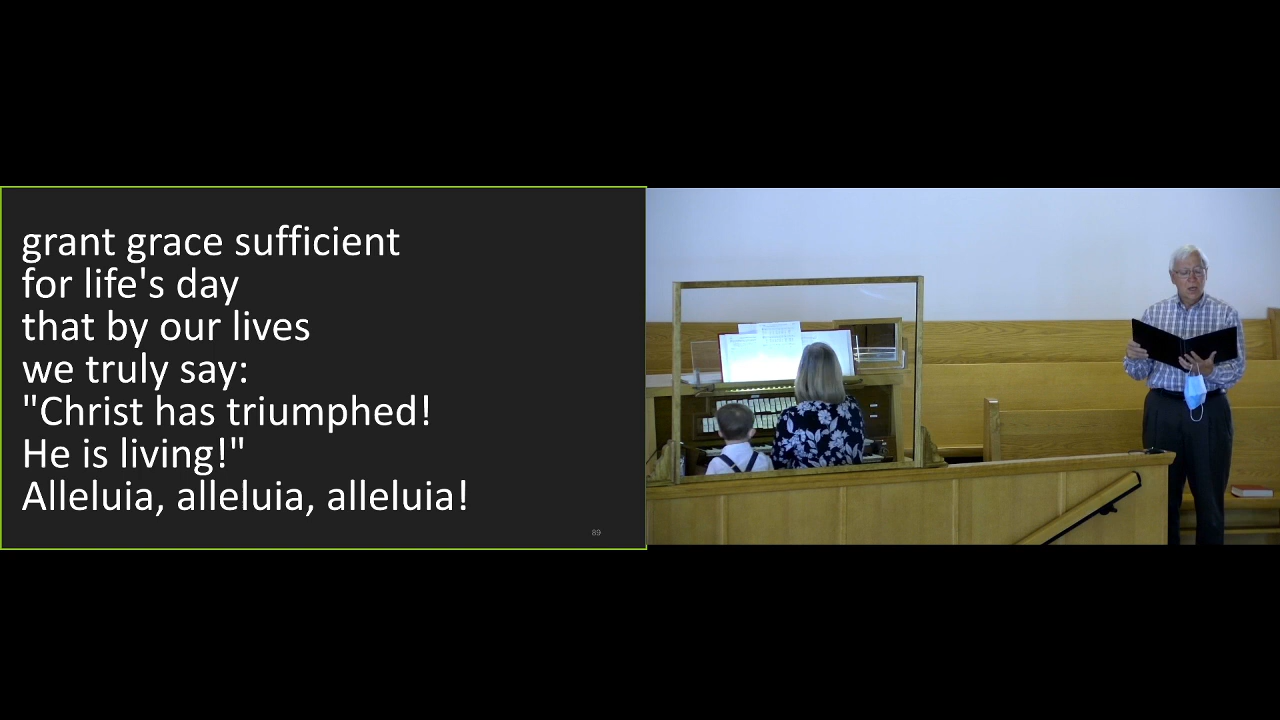 grant grace sufficient
for life's day
that by our lives
we truly say:
"Christ has triumphed!
He is living!"
Alleluia, alleluia, alleluia!
89